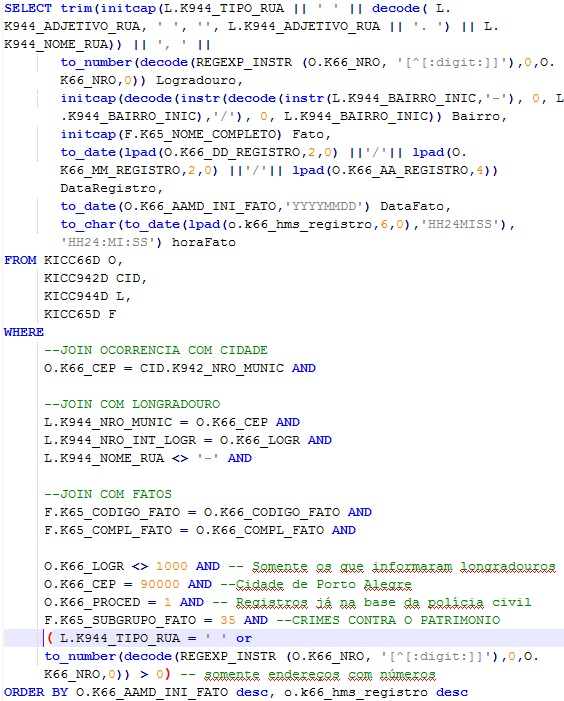 SELECT trim(initcap(L.K944_TIPO_RUA || ' ' || decode( L.
K944_ADJETIVO_RUA, ' ', '', L.K944_ADJETIVO_RUA || '. ') || L.
K944_NOME_RUA)) || ', ' ||
to_number(decode(REGEXP_INSTR (O.K66_NRO, '[^[:digit:]]'),0,O.
K66_NRO,0)) Logradouro,
initcap(decode(instr(decode(instr(L.K944_BAIRRO_INIC,'-'), 0, L
.K944_BAIRRO_INIC),'/'), 0, L.K944_BAIRRO_INIC)) Bairro,
initcap(F.K65_NOME_COMPLETO) Fato,
to_date(lpad(O.K66_DD_REGISTRO,2,0) ||'/'|| lpad(O.
K66_MM_REGISTRO,2,0) ||'/'|| lpad(O.K66_AA_REGISTRO,4))
DataRegistro,
to_date(O.K66_AAMD_INI_FATO,'YYYYMMDD') DataFato,
to_char(to_date(lpad(o.k66_hms_registro,6,0),'HH24MISS'),
'HH24:MI:SS') horaFato
FROM KICC66D O,
KICC942D CID,
KICC944D L,
KICC65D F
WHERE
--JOIN OCORRENCIA COM CIDADE
O.K66_CEP = CID.K942_NRO_MUNIC AND
--JOIN COM LONGRADOURO
L.K944_NRO_MUNIC = O.K66_CEP AND
L.K944_NRO_INT_LOGR = O.K66_LOGR AND
L.K944_NOME_RUA <> '-' AND
--JOIN COM FATOS
F.K65_CODIGO_FATO = O.K66_CODIGO_FATO AND
F.K65_COMPL_FATO = O.K66_COMPL_FATO AND
O.K66_LOGR <> 1000 AND -- Somente os que informaram longradouros
O.K66_CEP = 90000 AND --Cidade de Porto Alegre
O.K66_PROCED = 1 AND -- Registros já na base da polícia civil
F.K65_SUBGRUPO_FATO = 35 AND --CRIMES CONTRA O PATRIMONIO
( L.K944_TIPO_RUA = ' ' or
to_number(decode(REGEXP_INSTR (O.K66_NRO, '[^[:digit:]]'),0,O.
K66_NRO,0)) > 0) -- somente endereços com números
ORDER BY O.K66_AAMD_INI_FATO desc, o.k66_hms_registro desc